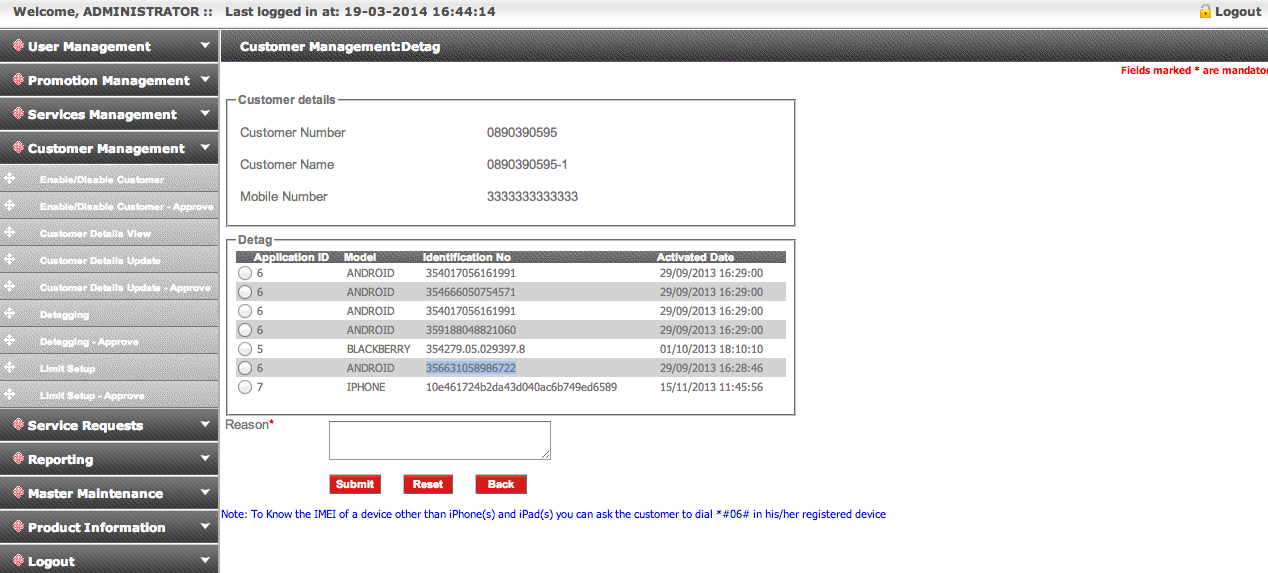 Welcome, ADMINISTRATOR :: Last logged in at: 19-03-2014 16:44:14
Logout
User Management
Promotion Management
Services Management
Customer Management
Enable/Disable Customer
Enable/Disable Customer - Approve
Customer Details View
Customer Details Update
Customer Details Update - Approve
Detagging
Detagging - Approve
Limit Setup
Limit Setup - Approve
Service Requests
Reporting
Master Maintenance
Product Information
Logout
Customer Management:Detag
Fields marked * are mandator
Customer details
Customer Number 0890390595
Customer Name 0890390595-1
Mobile Number 3333333333333
Detag
Application ID Model Identification No Activated Date
6 ANDROID 354017056161991 29/09/2013 16:29:00
6 ANDROID 354666050754571 29/09/2013 16:29:00
6 ANDROID 354017056161991 29/09/2013 16:29:00
6 ANDROID 359188048821060 29/09/2013 16:29:00
5 BLACKBERRY 354279.05.029397.8 01/10/2013 18:10:10
6 ANDROID 356631058986722 29/09/2013 16:28:46
7 IPHONE 10e461724b2da43d040ac6b749ed6589 15/11/2013 11:45:56
Reason*
Submit Reset Back
Note: To Know the IMEI of a device other than iPhone(s) and iPad(s) you can ask the customer to dial *#06# in his/her registered device